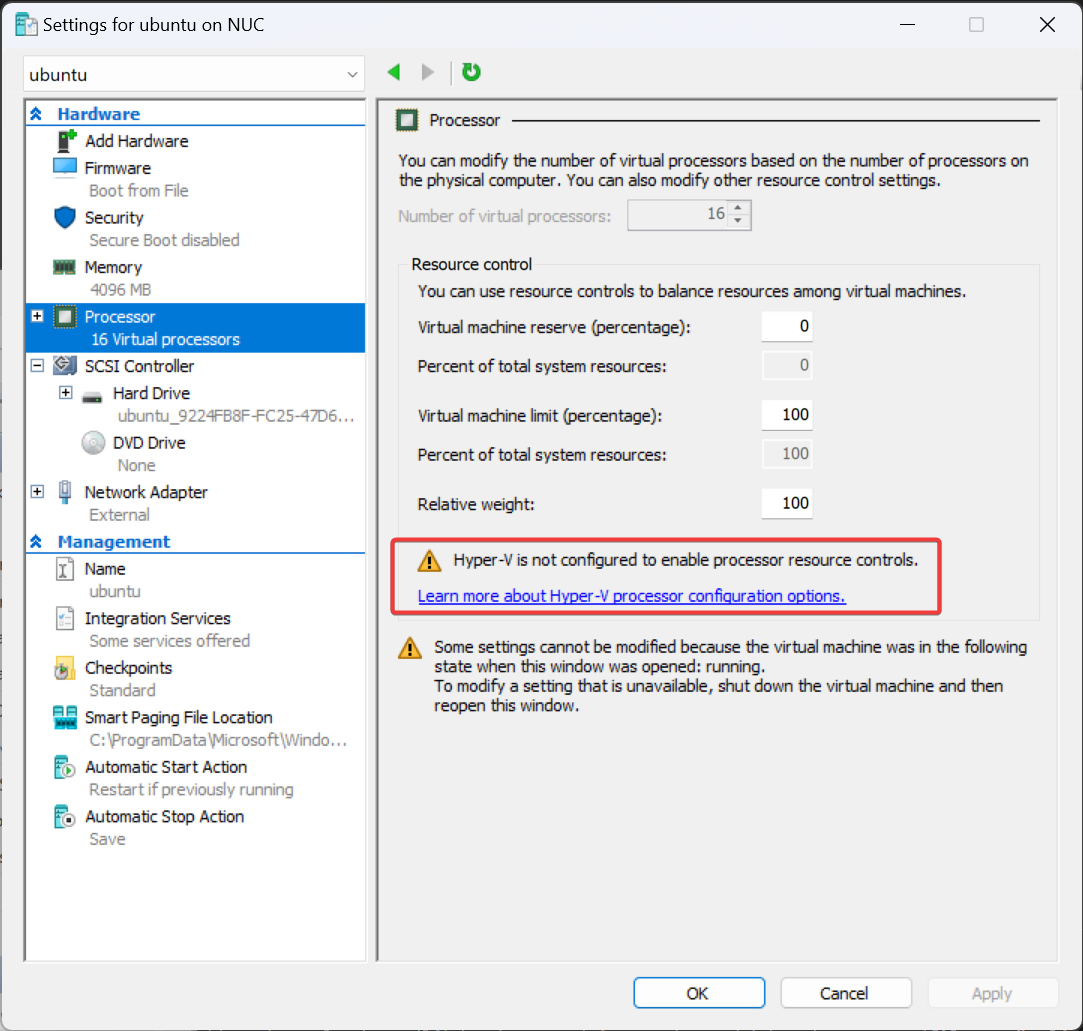 Settings for ubuntu on NUC
ubuntu
Hardware
Add Hardware
Firmware
Boot from File
Security
Secure Boot disabled
Memory
4096 MB
Processor
16 Virtual processors
SCSI Controller
Hard Drive
ubuntu_9224FB8F-FC25-47D6...
DVD Drive
None
Network Adapter
External
Management
Name
ubuntu
Integration Services
Some services offered
Checkpoints
Standard
Smart Paging File Location
C:\ProgramData\Microsoft\Windo...
Automatic Start Action
Restart if previously running
Automatic Stop Action
Save
Processor
You can modify the number of virtual processors based on the number of processors on
the physical computer. You can also modify other resource control settings.
Number of virtual processors: 16
Resource control
You can use resource controls to balance resources among virtual machines.
Virtual machine reserve (percentage): 0
Percent of total system resources: 0
Virtual machine limit (percentage): 100
Percent of total system resources: 100
Relative weight: 100
Hyper-V is not configured to enable processor resource controls.
Learn more about Hyper-V processor configuration options.
Some settings cannot be modified because the virtual machine was in the following
state when this window was opened: running.
To modify a setting that is unavailable, shut down the virtual machine and then
reopen this window.
OK Cancel Apply